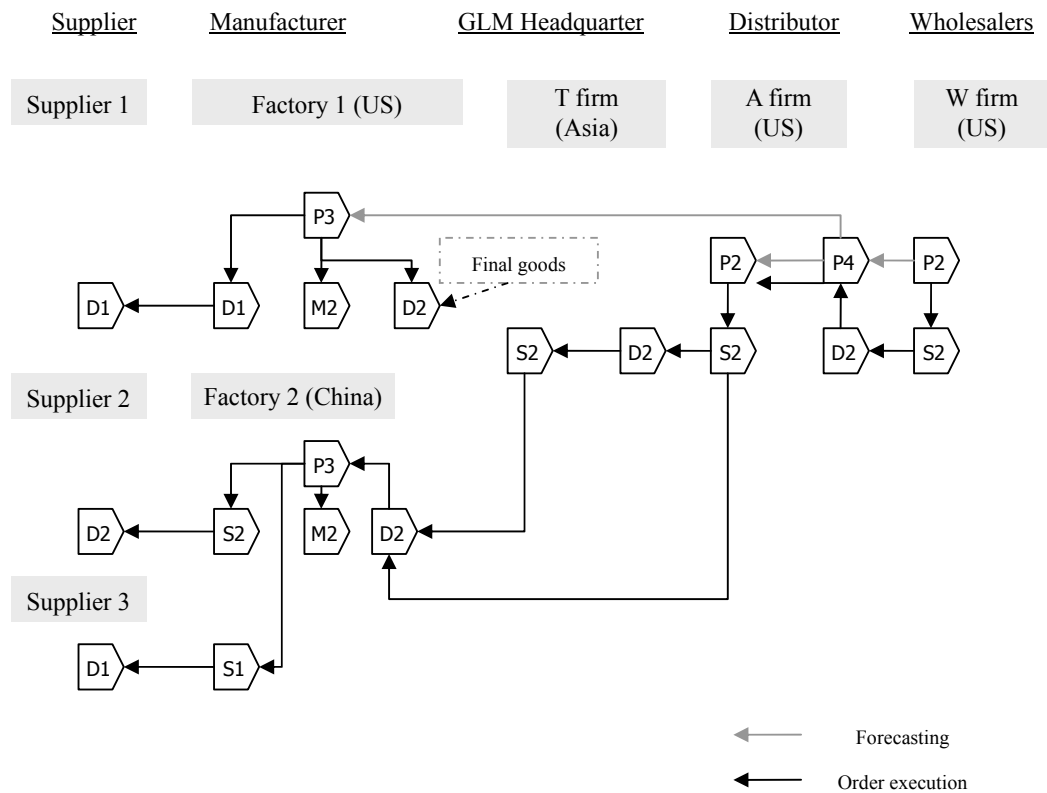 Supplier Manufacturer GLM Headquarter Distributor Wholesalers
Supplier 1 Factory 1 (US) T firm (Asia) A firm (US) W firm (US)
P3
P2 P4 P2
Final goods
D1 D1 M2 D2
S2 D2 S2 D2 S2
Supplier 2 Factory 2 (China)
P3
D2 S2 M2 D2
Supplier 3
D1 S1
Forecasting
Order execution